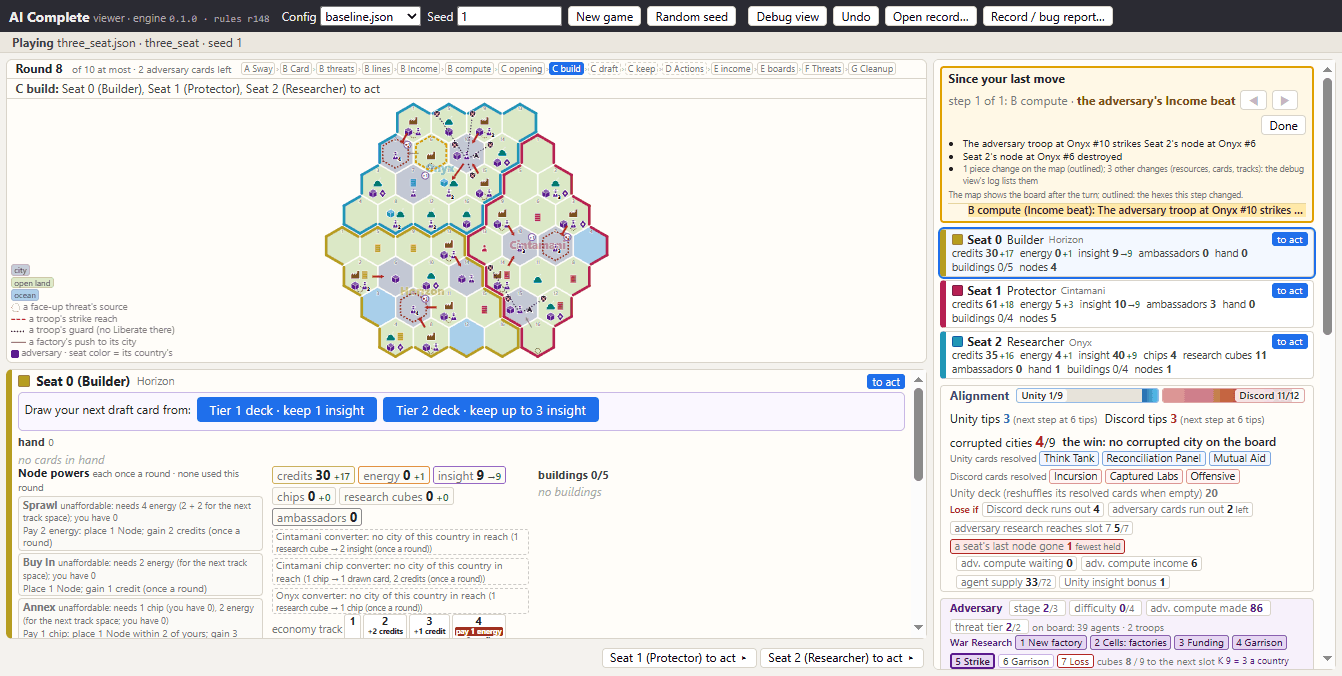 AI Complete viewer · engine 0.1.0 · rules r148 Config baseline.json Seed 1 New game Random seed Debug view Undo Open record... Record / bug report...
Playing three_seat.json · three_seat · seed 1
Round 8 of 10 at most · 2 adversary cards left A Sway B Card B threats B lines B Income B compute C opening C build C draft C keep D Actions E income E boards F Threats G Cleanup
C build: Seat 0 (Builder), Seat 1 (Protector), Seat 2 (Researcher) to act
Cintamani
Horizon
city
open land
ocean
a face-up threat's source
a troop's strike reach
a troop's guard (no Liberate there)
a factory's push to its city
adversary · seat color = its country's
Seat 0 (Builder) Horizon to act
Draw your next draft card from: Tier 1 deck · keep 1 insight Tier 2 deck · keep up to 3 insight
hand 0
no cards in hand
Node powers each once a round · none used this
round
Sprawl unaffordable: needs 4 energy (2 + 2 for the next
track space); you have 0
Pay 2 energy: place 1 Node; gain 2 credits (once a
round)
Buy In unaffordable: needs 2 energy (for the next track
space); you have 0
Place 1 Node; gain 1 credit (once a round)
Annex unaffordable: needs 1 chip (you have 0), 2 energy
(for the next track space; you have 0)
Pay 1 chip: place 1 Node within 2 of yours; gain 3
credits 30 +17 energy 0 +1 insight 9 →9
chips 0 +0 research cubes 0 +0
ambassadors 0
Cintamani converter: no city of this country in reach (1
research cube → 2 insight (once a round))
Cintamani chip converter: no city of this country in
reach (1 chip → 1 drawn card, 2 credits (once a round))
Onyx converter: no city of this country in reach (1
research cube → 1 chip (once a round))
economy track 1 2 +2 credits 3 +1 credit 4 pay 1 energy
buildings 0/5
no buildings
Seat 1 (Protector) to act ▸ Seat 2 (Researcher) to act ▸
Since your last move
step 1 of 1: B compute · the adversary's Income beat ◀ ▶
Done
The adversary troop at Onyx #10 strikes Seat 2's node at Onyx #6
Seat 2's node at Onyx #6 destroyed
1 piece change on the map (outlined); 3 other changes (resources, cards, tracks): the debug
view's log lists them
The map shows the board after the turn; outlined: the hexes this step changed.
B compute (Income beat): The adversary troop at Onyx #10 strikes ...
Seat 0 Builder Horizon to act
credits 30+17 energy 0+1 insight 9→9 ambassadors 0 hand 0
buildings 0/5 nodes 4
Seat 1 Protector Cintamani to act
credits 61+18 energy 5+3 insight 10→9 ambassadors 3 hand 0
buildings 0/4 nodes 5
Seat 2 Researcher Onyx to act
credits 35+16 energy 4+1 insight 40+9 chips 4 research cubes 11
ambassadors 0 hand 1 buildings 0/4 nodes 1
Alignment Unity 1/9 Discord 11/12
Unity tips 3 (next step at 6 tips) Discord tips 3 (next step at 6 tips)
corrupted cities 4/9 the win: no corrupted city on the board
Unity cards resolved Think Tank Reconciliation Panel Mutual Aid
Discord cards resolved Incursion Captured Labs Offensive
Unity deck (reshuffles its resolved cards when empty) 20
Lose if Discord deck runs out 4 adversary cards run out 2 left
adversary research reaches slot 7 5/7
a seat's last node gone 1 fewest held
adv. compute waiting 0 adv. compute income 6
agent supply 33/72 Unity insight bonus 1
Adversary stage 2/3 difficulty 0/4 adv. compute made 86
threat tier 2/2 on board: 39 agents · 2 troops
War Research 1 New factory 2 Cells: factories 3 Funding 4 Garrison
5 Strike 6 Garrison 7 Loss cubes 8 / 9 to the next slot K 9 = 3 a country